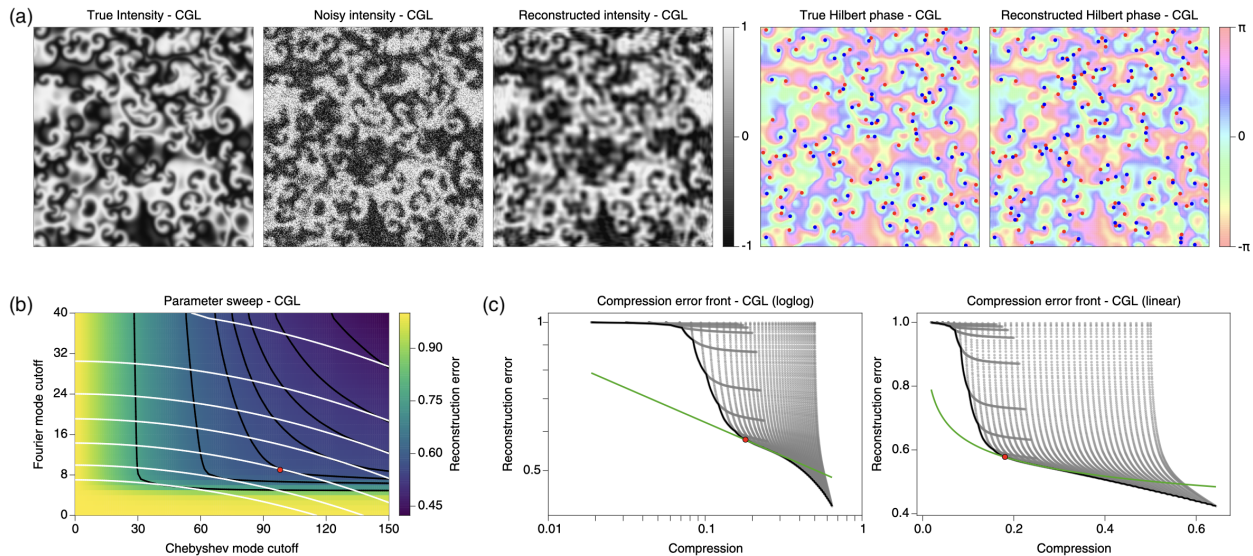 (a)
True Intensity - CGL
Noisy intensity - CGL
Reconstructed intensity - CGL
1
0
-1
True Hilbert phase - CGL
Reconstructed Hilbert phase - CGL
π
0
-π
(b)
Parameter sweep - CGL
Fourier mode cutoff
40
32
24
16
8
0
0
30
60
90
120
150
Chebyshev mode cutoff
0.90
0.75
0.60
0.45
Reconstruction error
(c)
Compression error front - CGL (loglog)
Reconstruction error
1
0.5
0.01
0.1
1
Compression
Compression error front - CGL (linear)
Reconstruction error
1.0
0.8
0.6
0.4
0.0
0.2
0.4
0.6
Compression